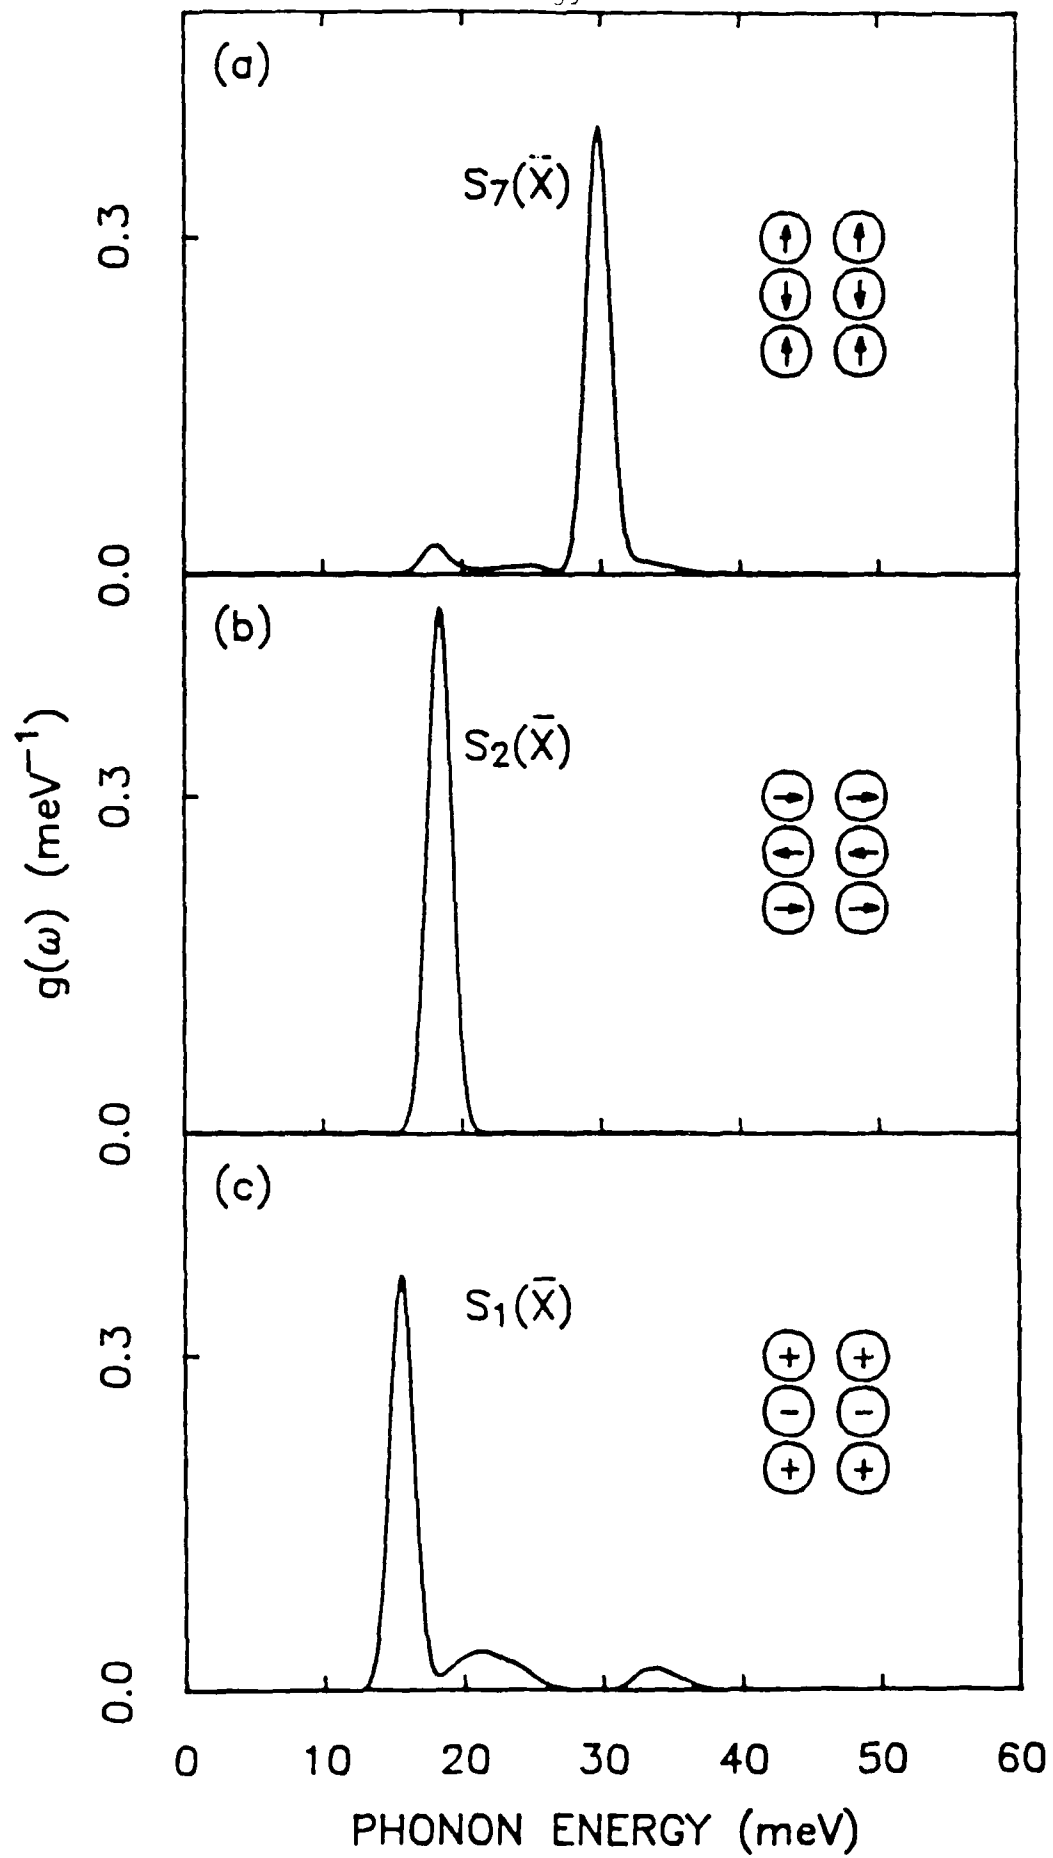 (a)
S₇(X̄)
0.3
0.0
(b)
S₂(X̄)
0.3
0.0
(c)
S₁(X̄)
+ +
- -
+ +
0.3
0.0
g(ω) (meV⁻¹)
0 10 20 30 40 50 60
PHONON ENERGY (meV)